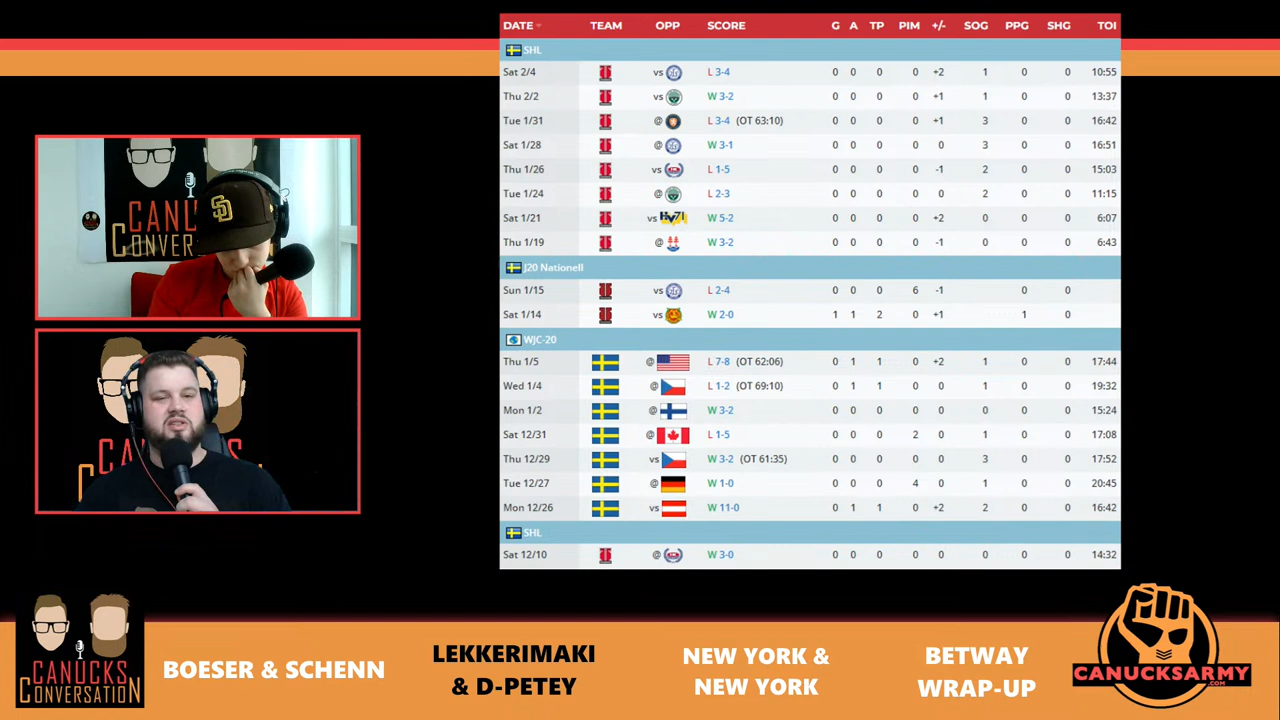 DATE TEAM OPP SCORE G A TP PIM +/- SOG PPG SHG TOI
SHL
Sat 2/4 vs L 3-4 0 0 0 0 +2 1 0 0 10:55
Thu 2/2 vs W 3-2 0 0 0 0 +1 1 0 0 13:37
Tue 1/31 @ L 3-4 (OT 63:10) 0 0 0 0 +1 3 0 0 16:42
Sat 1/28 @ W 3-1 0 0 0 0 0 3 0 0 16:51
Thu 1/26 vs L 1-5 0 0 0 0 -1 2 0 0 15:03
Tue 1/24 @ L 2-3 0 0 0 0 0 2 0 0 11:15
Sat 1/21 vs HV71 W 5-2 0 0 0 0 +2 0 0 0 6:07
Thu 1/19 @ W 3-2 0 0 0 0 -1 0 0 0 6:43
J20 Nationell
Sun 1/15 vs L 2-4 0 0 0 6 -1 0 0
Sat 1/14 vs W 2-0 1 1 2 0 +1 1 0
WJC-20
Thu 1/5 @ L 7-8 (OT 62:06) 0 1 1 0 +2 1 0 0 17:44
Wed 1/4 @ L 1-2 (OT 69:10) 0 1 1 0 0 1 0 0 19:32
Mon 1/2 @ W 3-2 0 0 0 0 0 0 0 0 15:24
Sat 12/31 @ L 1-5 0 0 0 2 0 1 0 0 17:08
Thu 12/29 vs W 3-2 (OT 61:35) 0 0 0 0 0 3 0 0 17:52
Tue 12/27 @ W 1-0 0 0 0 4 0 1 0 0 20:45
Mon 12/26 vs W 11-0 0 1 1 0 +2 2 0 0 16:42
SHL
Sat 12/10 @ W 3-0 0 0 0 0 0 0 0 0 14:32
SD
CANU
CONVER
CANUCKS
CONVERSATION
BOESER & SCHENN
LEKKERIMAKI
& D-PETEY
NEW YORK &
NEW YORK
BETWAY
WRAP-UP
CANUCKSARMY
.COM